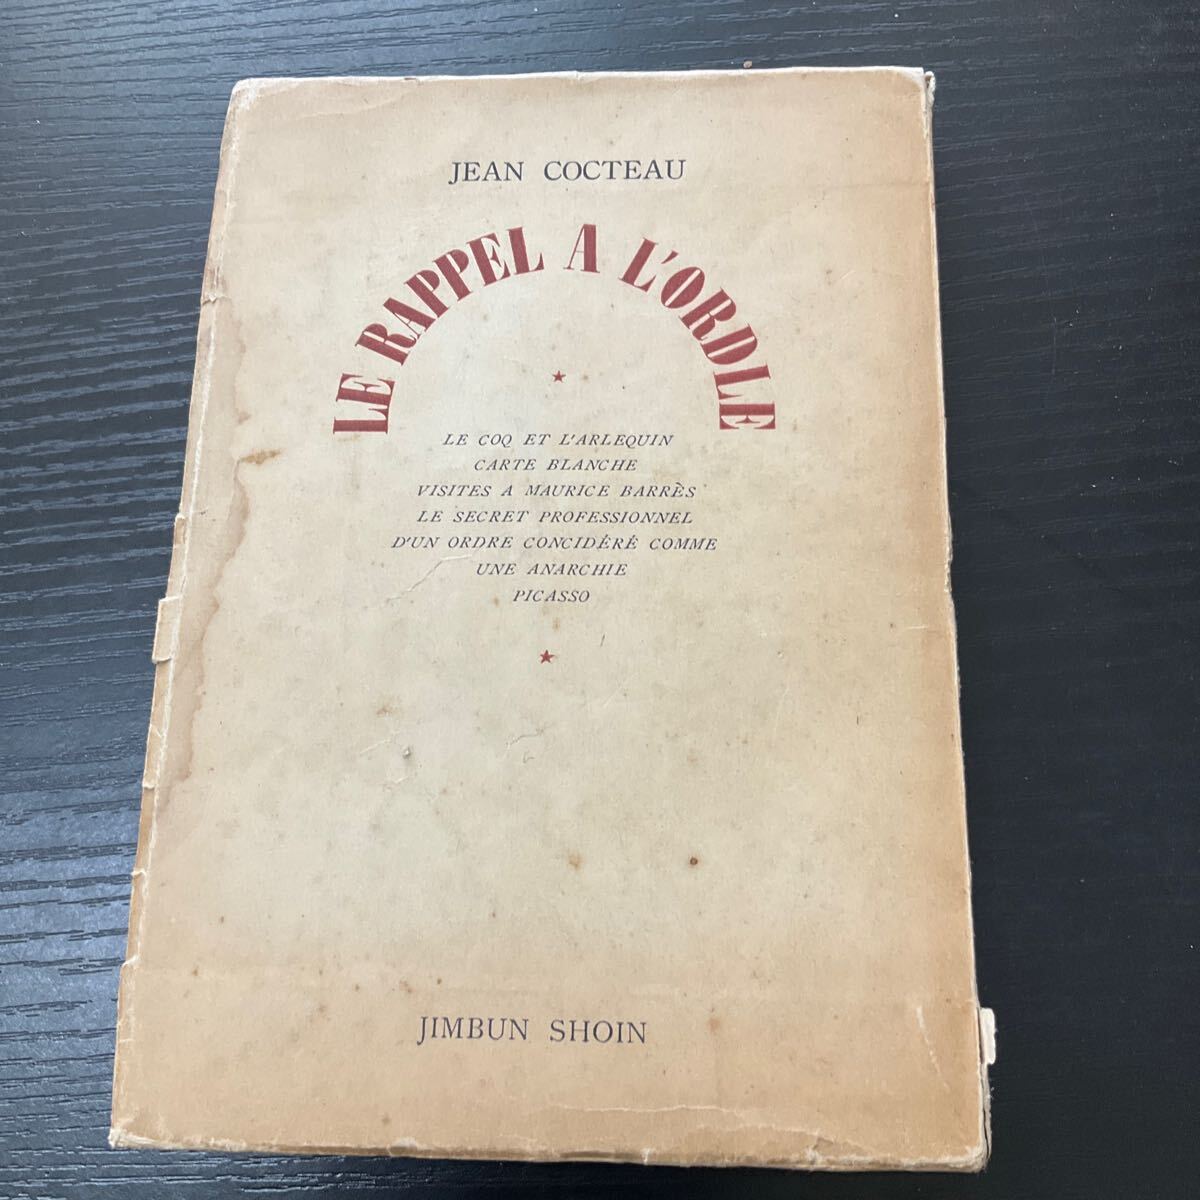 JEAN COCTEAU
LE RAPPEL A L'ORDLE
LE COQ ET L'ARLEQUIN
CARTE BLANCHE
VISITES A MAURICE BARRÈS
LE SECRET PROFESSIONNEL
D'UN ORDRE CONCIDÉRÉ COMME
UNE ANARCHIE
PICASSO
JIMBUN SHOIN